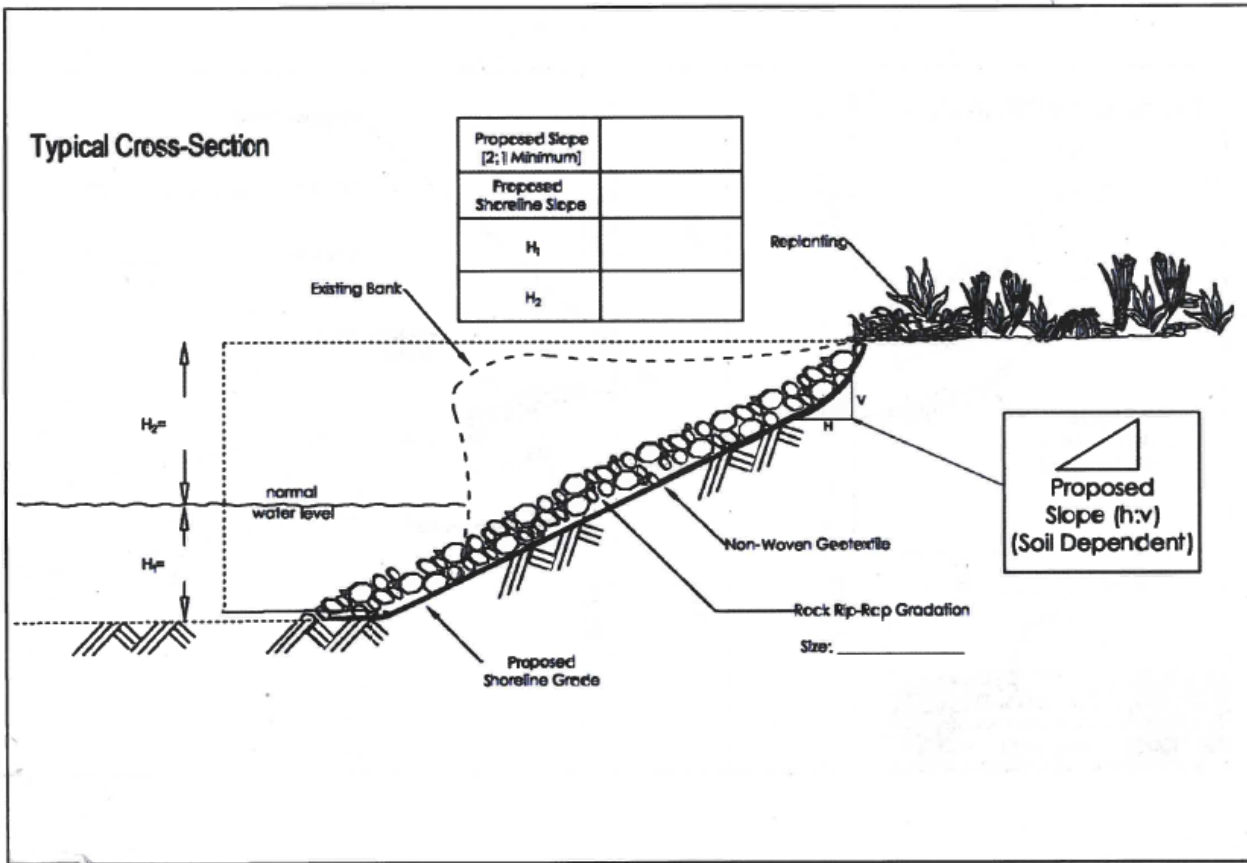 Typical Cross-Section
Proposed Slope
[2:1 Minimum]
Proposed
Shoreline Slope
H₁
H₂
Replanting
Existing Bank
H₂=
V
H
normal
water level
Proposed
Slope (h:v)
(Soil Dependent)
Non-Woven Geotextile
H₁=
Rock Rip-Rap Gradation
Size:
Proposed
Shoreline Grade